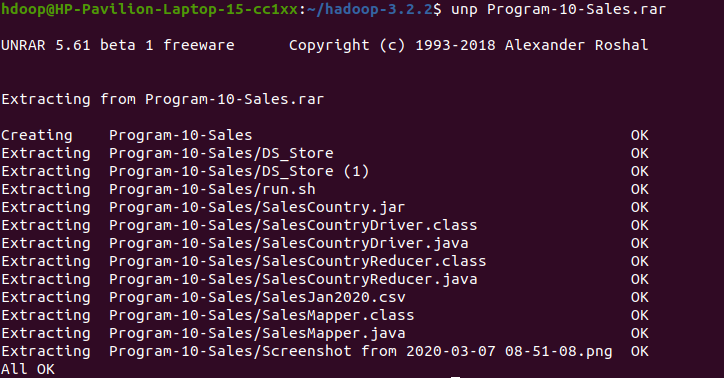 hdoop@HP-Pavilion-Laptop-15-cc1xx:~/hadoop-3.2.2$ unp Program-10-Sales.rar
UNRAR 5.61 beta 1 freeware      Copyright (c) 1993-2018 Alexander Roshal
Extracting from Program-10-Sales.rar
Creating    Program-10-Sales                                          OK
Extracting  Program-10-Sales/DS_Store                                 OK
Extracting  Program-10-Sales/DS_Store (1)                             OK
Extracting  Program-10-Sales/run.sh                                   OK
Extracting  Program-10-Sales/SalesCountry.jar                         OK
Extracting  Program-10-Sales/SalesCountryDriver.class                 OK
Extracting  Program-10-Sales/SalesCountryDriver.java                  OK
Extracting  Program-10-Sales/SalesCountryReducer.class                OK
Extracting  Program-10-Sales/SalesCountryReducer.java                 OK
Extracting  Program-10-Sales/SalesJan2020.csv                         OK
Extracting  Program-10-Sales/SalesMapper.class                        OK
Extracting  Program-10-Sales/SalesMapper.java                         OK
Extracting  Program-10-Sales/Screenshot from 2020-03-07 08-51-08.png  OK
All OK